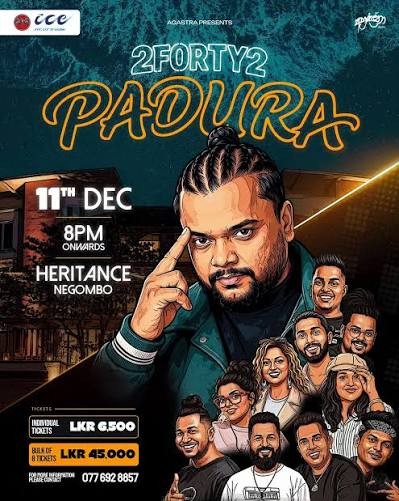 AGASTRA PRESENTS
2FORTY2
PADURA
11TH DEC
8PM
ONWARDS
HERITANCE
NEGOMBO
TICKETS
INDIVIDUAL
TICKETS
LKR 6,500
BULK OF
8 TICKETS
LKR 45,000
FOR MORE INFORMATION
PLEASE CONTACT
077 692 8857